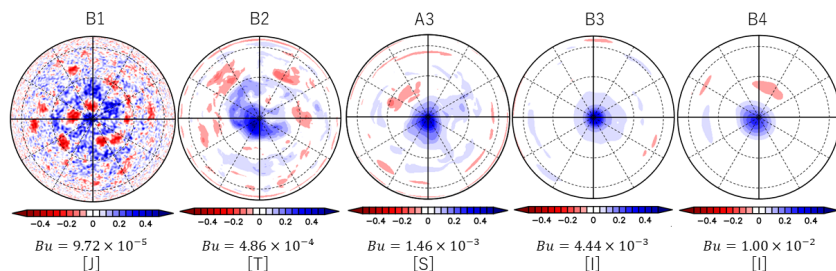 B1 B2 A3 B3 B4
-0.4 -0.2 0 0.2 0.4 -0.4 -0.2 0 0.2 0.4 -0.4 -0.2 0 0.2 0.4 -0.4 -0.2 0 0.2 0.4 -0.4 -0.2 0 0.2 0.4
Bu = 9.72 × 10⁻⁵ Bu = 4.86 × 10⁻⁴ Bu = 1.46 × 10⁻³ Bu = 4.44 × 10⁻³ Bu = 1.00 × 10⁻²
[J] [T] [S] [I] [I]